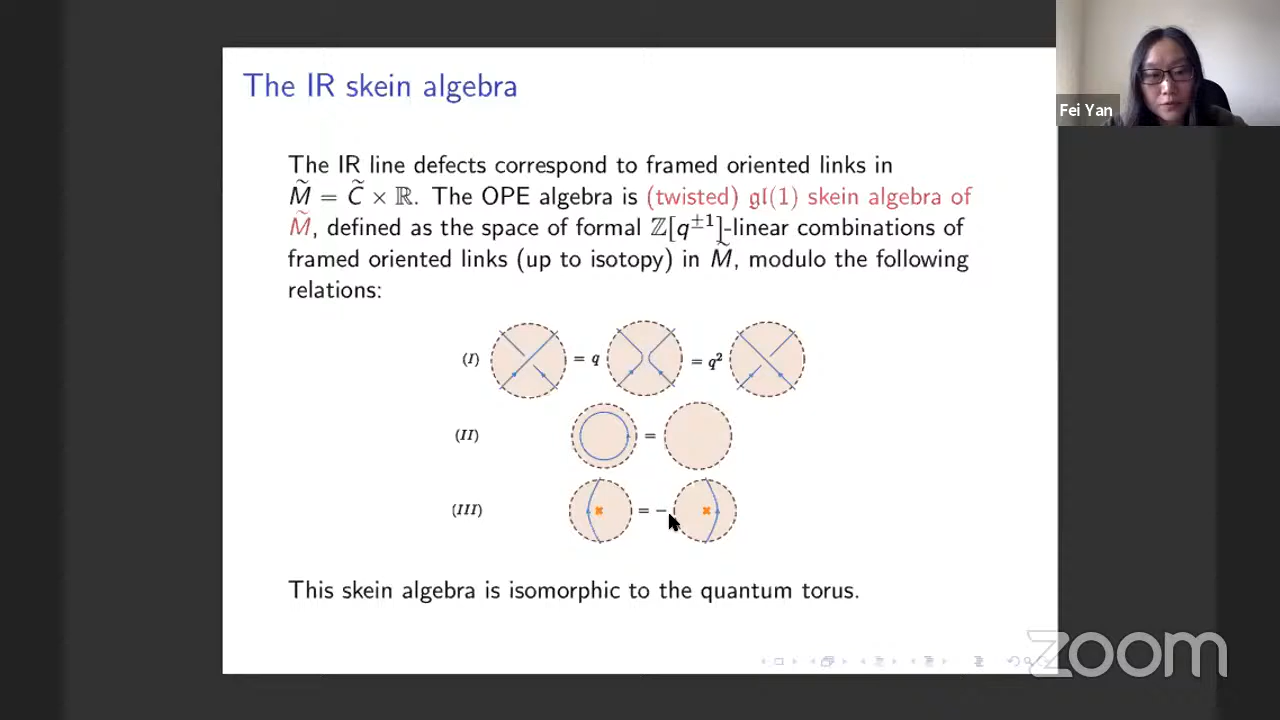 The IR skein algebra
Fei Yan
The IR line defects correspond to framed oriented links in
M̃ = C̃ × ℝ. The OPE algebra is (twisted) 𝔤𝔩(1) skein algebra of
M̃, defined as the space of formal ℤ[q^{±1}]-linear combinations of
framed oriented links (up to isotopy) in M̃, modulo the following
relations:
(I) = q = q²
(II) =
(III) = −
This skein algebra is isomorphic to the quantum torus.
zoom